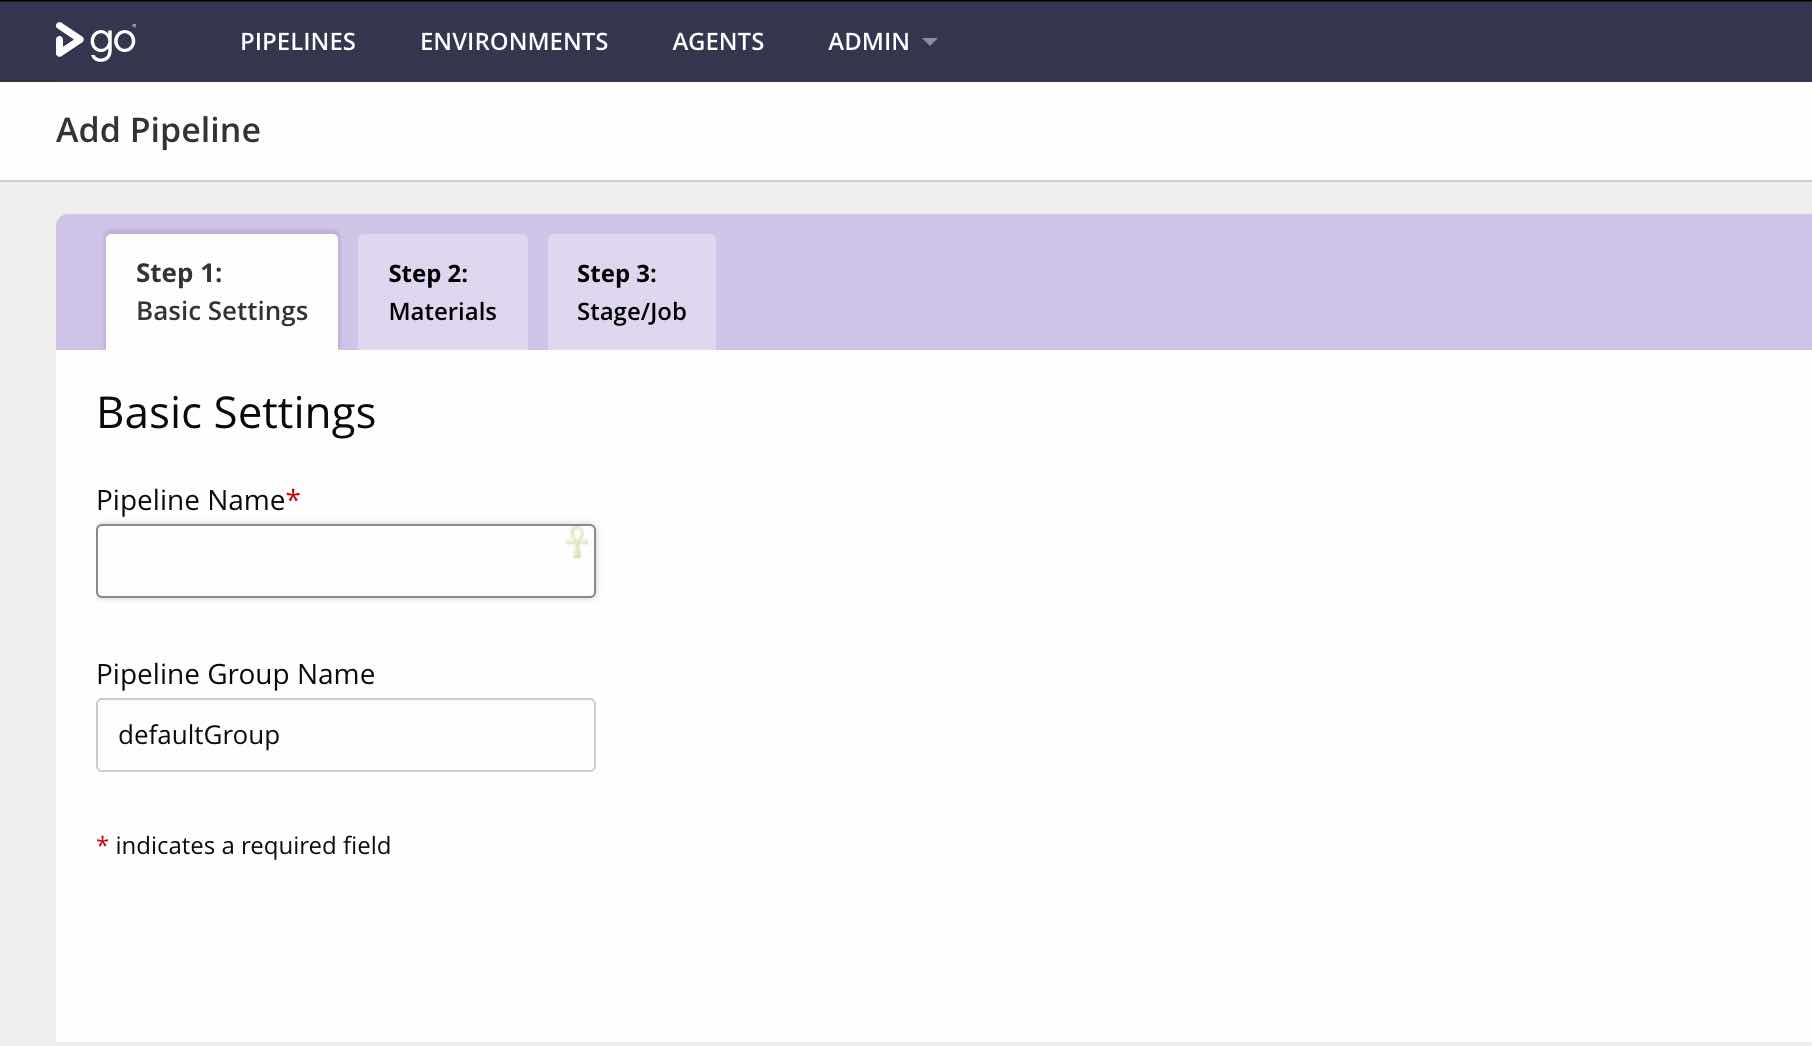 go PIPELINES ENVIRONMENTS AGENTS ADMIN
Add Pipeline
Step 1:
Basic Settings
Step 2:
Materials
Step 3:
Stage/Job
Basic Settings
Pipeline Name*
Pipeline Group Name
defaultGroup
* indicates a required field